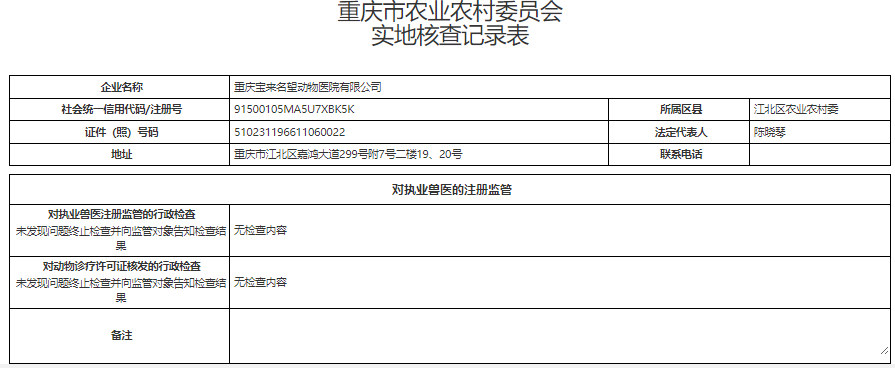 重庆市农业农村委员会
实地核查记录表
企业名称 重庆宝来名望动物医院有限公司
社会统一信用代码/注册号 91500105MA5U7XBK5K 所属区县 江北区农业农村委
证件（照）号码 510231196611060022 法定代表人 陈晓琴
地址 重庆市江北区嘉鸿大道299号附7号二楼19、20号 联系电话
对执业兽医的注册监管
对执业兽医注册监管的行政检查
未发现问题终止检查并向监管对象告知检查结
果
无检查内容
对动物诊疗许可证核发的行政检查
未发现问题终止检查并向监管对象告知检查结
果
无检查内容
备注